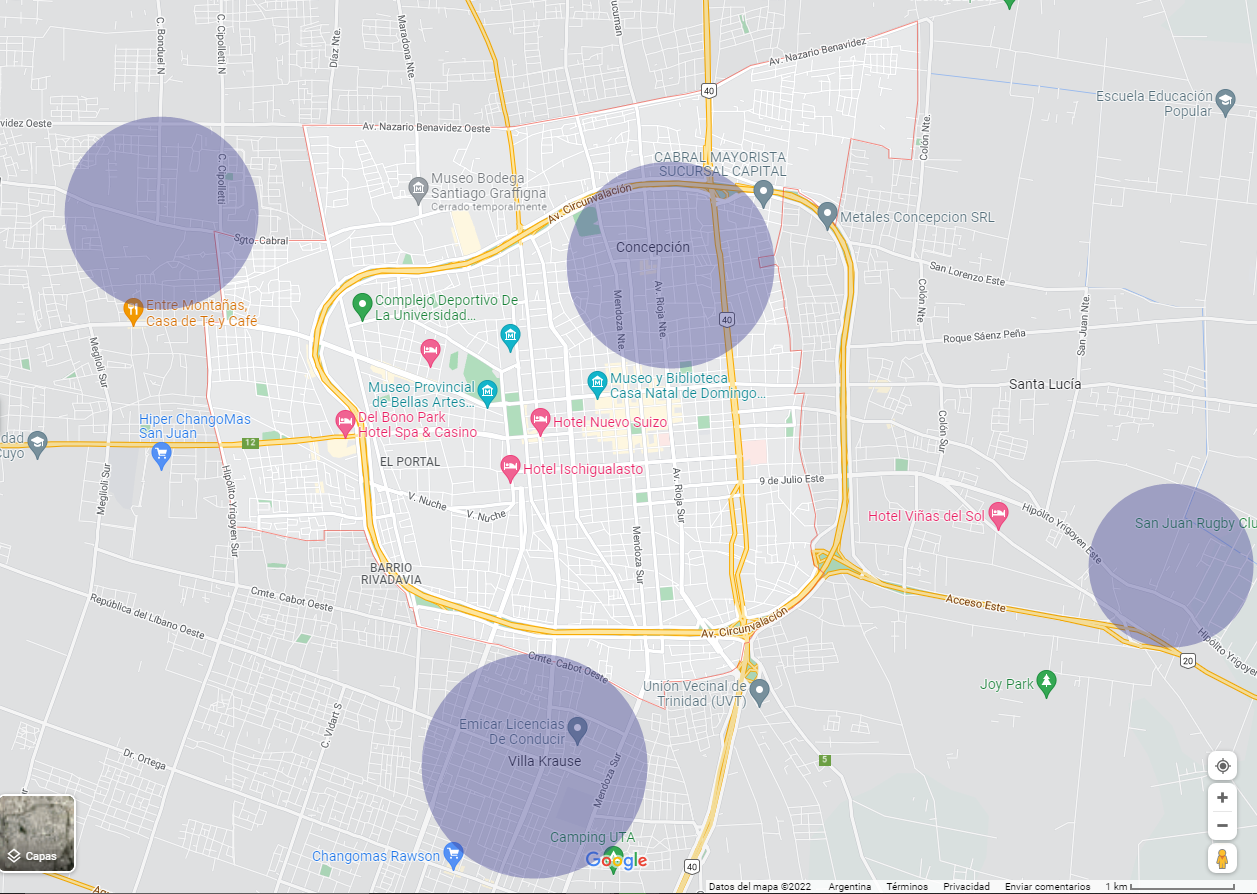 C. Bonduel N
C. Cipolletti N
Díaz Nte.
Maradona Nte.
Tucuman
Av. Nazario Benavidez
40
Escuela Educación
Popular
videz Oeste
Av. Nazario Benavidez Oeste
Colón Nte.
C. Cipolletti
CABRAL MAYORISTA
SUCURSAL CAPITAL
Museo Bodega
Santiago Graffigna
Cerrado temporalmente
Av. Circunvalación
Metales Concepcion SRL
Sgto. Cabral
Concepción
San Lorenzo Este
Colón Nte.
Entre Montañas,
Casa de Té y Café
Complejo Deportivo De
La Universidad...
Mendoza Nte.
Av. Rioja Nte.
40
San Juan Nte.
Roque Sáenz Peña
Meglioli Sur
Museo Provincial
de Bellas Artes...
Museo y Biblioteca
Casa Natal de Domingo...
Santa Lucía
Hiper ChangoMas
San Juan
Del Bono Park
Hotel Spa & Casino
Hotel Nuevo Suizo
Colón Sur
dad
Cuyo
12
EL PORTAL
Hotel Ischigualasto
Meglioli Sur
Hipólito Yrigoyen Sur
V. Nuche
V. Nuche
Av. Rioja Sur
9 de Julio Este
Hotel Viñas del Sol
Hipólito Yrigoyen Este
San Juan Rugby Clu
Mendoza Sur
BARRIO
RIVADAVIA
Cmte. Cabot Oeste
República del Líbano Oeste
Av. Circunvalación
Acceso Este
Hipólito Yrigoyen
20
Cmte. Cabot Oeste
Unión Vecinal de
Trinidad (UVT)
Joy Park
C. Vidart S
Emicar Licencias
De Conducir
Villa Krause
Mendoza Sur
Dr. Ortega
5
Camping UTA
Changomas Rawson
Google
40
Capas
Datos del mapa ©2022
Argentina
Términos
Privacidad
Enviar comentarios
1 km